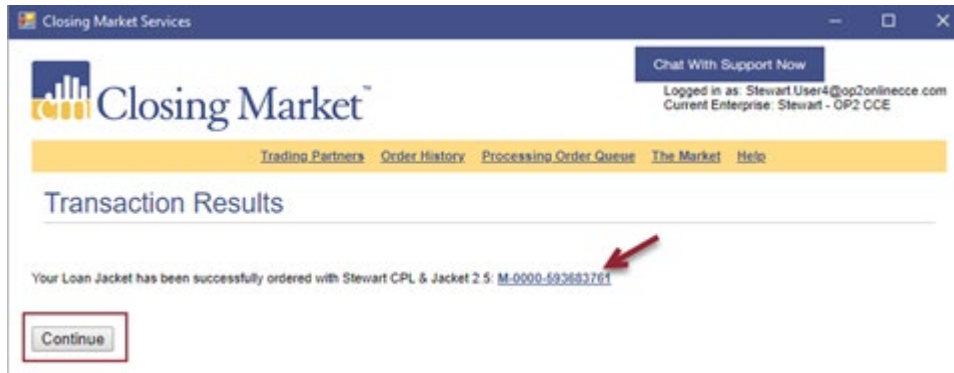 Closing Market Services
Chat With Support Now
cm Closing Market™
Logged in as: Stewart.User4@op2onlinecce.com
Current Enterprise: Stewart - OP2 CCE
Trading Partners Order History Processing Order Queue The Market Help
Transaction Results
Your Loan Jacket has been successfully ordered with Stewart CPL & Jacket 2.5: M-0000-593683761
Continue